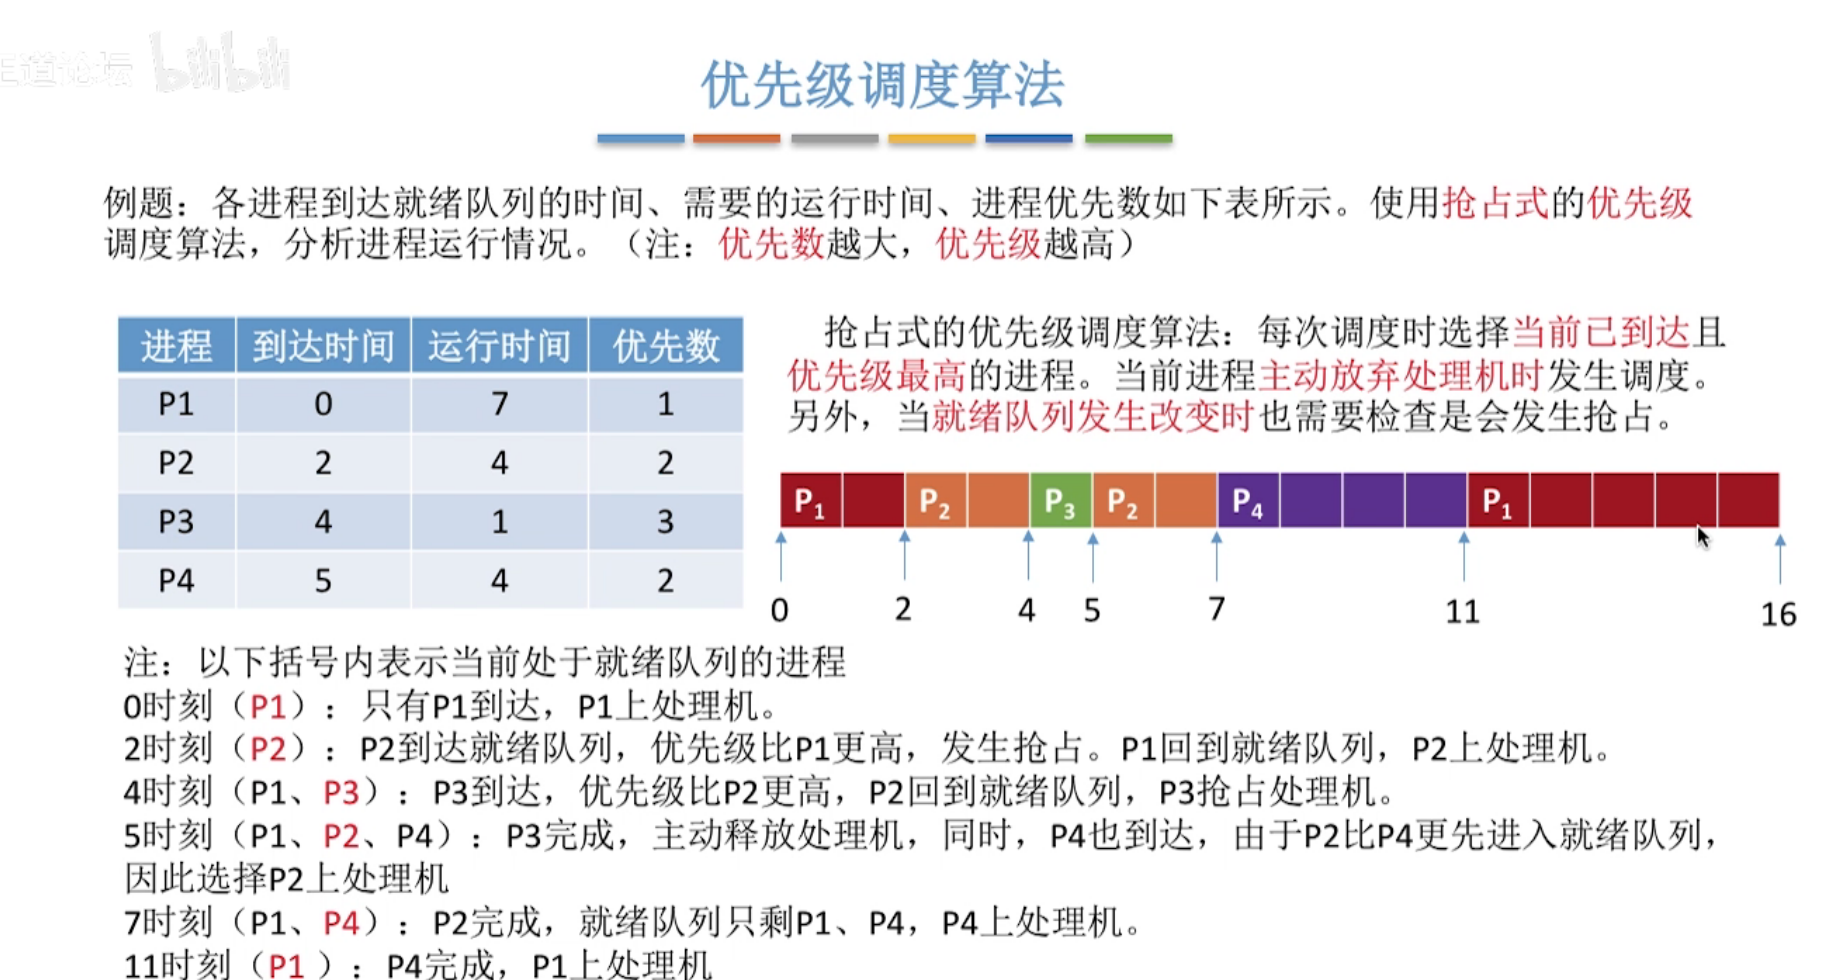 王道论坛 bilibili
优先级调度算法
例题：各进程到达就绪队列的时间、需要的运行时间、进程优先数如下表所示。使用抢占式的优先级
调度算法，分析进程运行情况。（注：优先数越大，优先级越高）
进程 到达时间 运行时间 优先数
P1 0 7 1
P2 2 4 2
P3 4 1 3
P4 5 4 2
抢占式的优先级调度算法：每次调度时选择当前已到达且
优先级最高的进程。当前进程主动放弃处理机时发生调度。
另外，当就绪队列发生改变时也需要检查是会发生抢占。
P1 P2 P3 P2 P4 P1
0 2 4 5 7 11 16
注：以下括号内表示当前处于就绪队列的进程
0时刻（P1）：只有P1到达，P1上处理机。
2时刻（P2）：P2到达就绪队列，优先级比P1更高，发生抢占。P1回到就绪队列，P2上处理机。
4时刻（P1、P3）：P3到达，优先级比P2更高，P2回到就绪队列，P3抢占处理机。
5时刻（P1、P2、P4）：P3完成，主动释放处理机，同时，P4也到达，由于P2比P4更先进入就绪队列，
因此选择P2上处理机
7时刻（P1、P4）：P2完成，就绪队列只剩P1、P4，P4上处理机。
11时刻（P1 ）：P4完成，P1上处理机